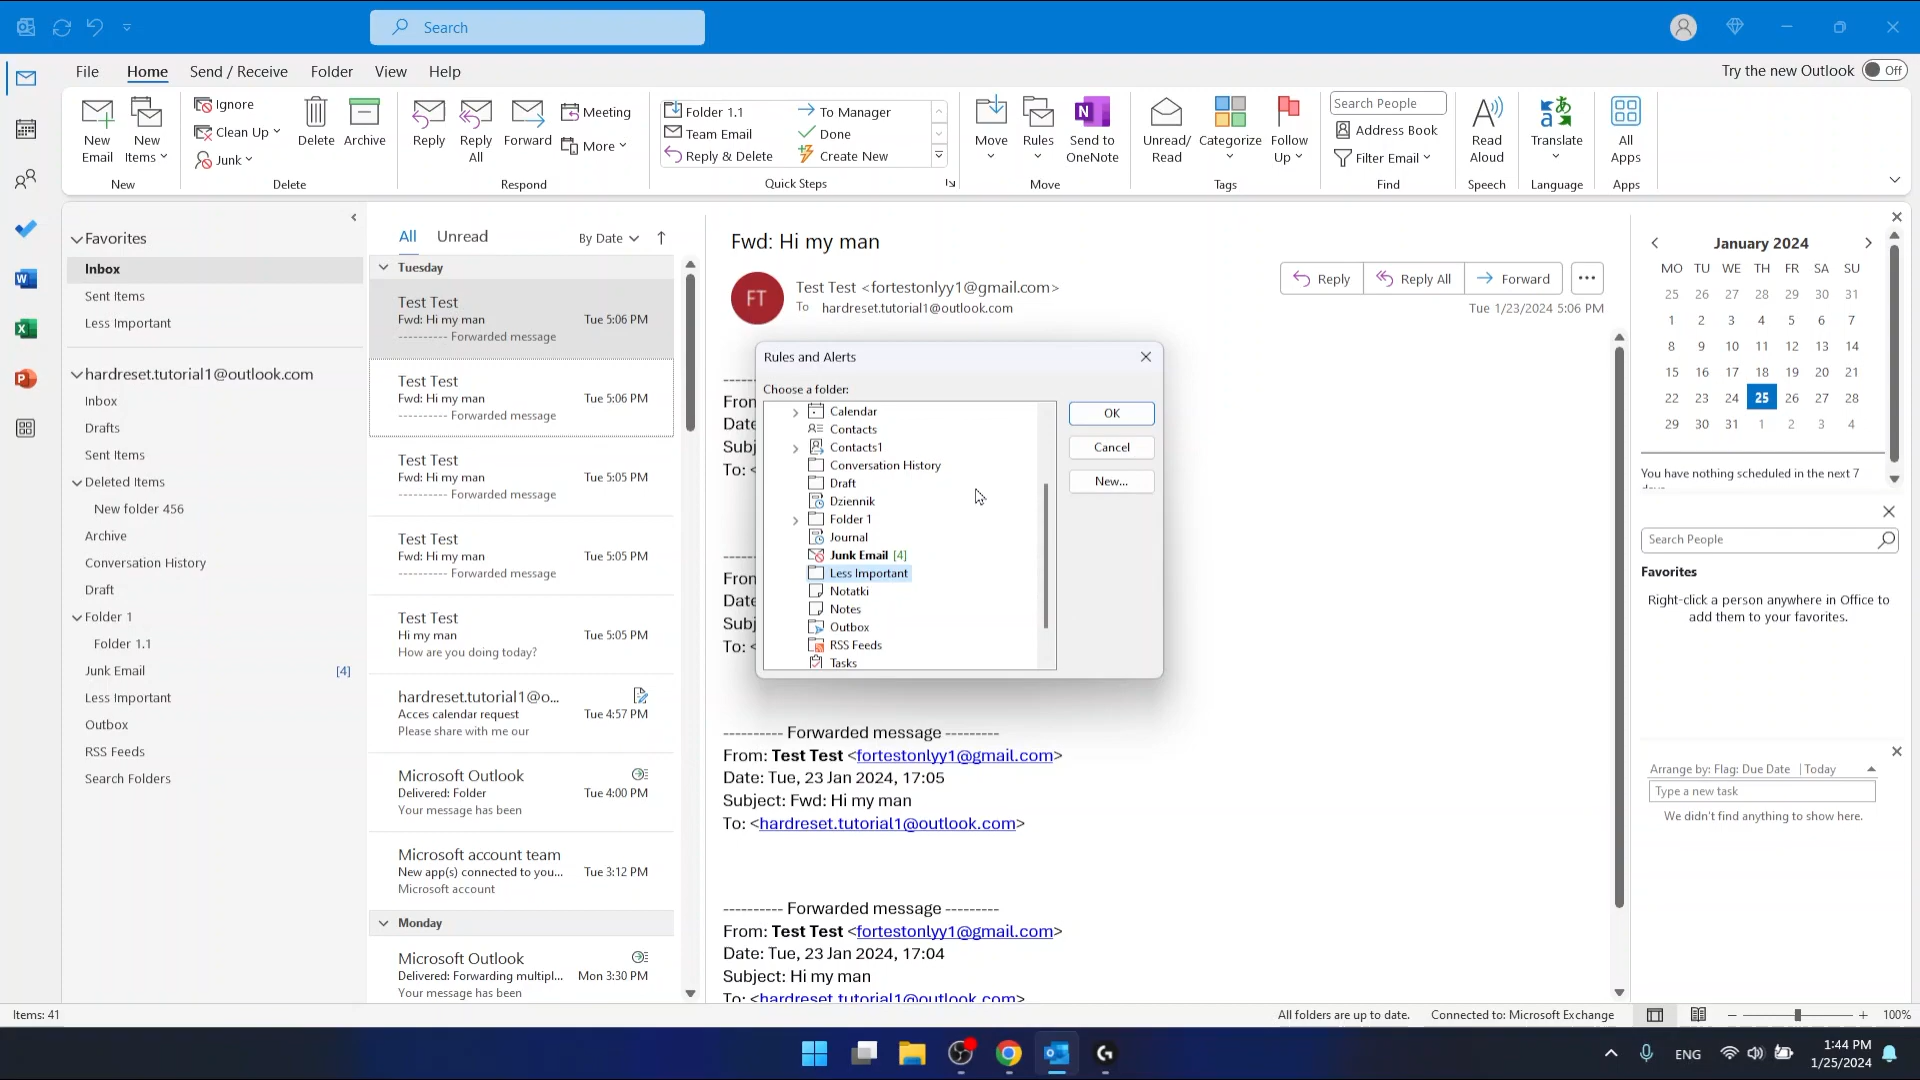 Search
File Home Send / Receive Folder View Help
Try the new Outlook Off
New Email
New Items
Ignore
Clean Up
Junk
Delete
Archive
Reply
Reply All
Forward
Meeting
More
Folder 1.1
Team Email
Reply & Delete
To Manager
Done
Create New
Move
Rules
Send to OneNote
Unread/ Read
Categorize
Follow Up
Search People
Address Book
Filter Email
Read Aloud
Translate
All Apps
New Delete Respond Quick Steps Move Tags Find Speech Language Apps
Favorites
Inbox
Sent Items
Less Important
hardreset.tutorial1@outlook.com
Inbox
Drafts
Sent Items
Deleted Items
New folder 456
Archive
Conversation History
Draft
Folder 1
Folder 1.1
Junk Email [4]
Less Important
Outbox
RSS Feeds
Search Folders
All Unread By Date
Tuesday
Test Test
Fwd: Hi my man Tue 5:06 PM
---------- Forwarded message
Test Test
Fwd: Hi my man Tue 5:06 PM
---------- Forwarded message
Test Test
Fwd: Hi my man Tue 5:05 PM
---------- Forwarded message
Test Test
Fwd: Hi my man Tue 5:05 PM
---------- Forwarded message
Test Test
Hi my man Tue 5:05 PM
How are you doing today?
hardreset.tutorial1@o...
Acces calendar request Tue 4:57 PM
Please share with me our
Microsoft Outlook
Delivered: Folder Tue 4:00 PM
Your message has been
Microsoft account team
New app(s) connected to you... Tue 3:12 PM
Microsoft account
Monday
Microsoft Outlook
Delivered: Forwarding multipl... Mon 3:30 PM
Your message has been
Fwd: Hi my man
FT
Test Test <fortestonlyy1@gmail.com>
To hardreset.tutorial1@outlook.com
Reply Reply All Forward
Tue 1/23/2024 5:06 PM
Rules and Alerts
Choose a folder:
Calendar
Contacts
Contacts1
Conversation History
Draft
Dziennik
Folder 1
Journal
Junk Email [4]
Less Important
Notatki
Notes
Outbox
RSS Feeds
Tasks
OK
Cancel
New...
---------- Forwarded message ---------
From: Test Test <fortestonlyy1@gmail.com>
Date: Tue, 23 Jan 2024, 17:05
Subject: Fwd: Hi my man
To: <hardreset.tutorial1@outlook.com>
---------- Forwarded message ---------
From: Test Test <fortestonlyy1@gmail.com>
Date: Tue, 23 Jan 2024, 17:04
Subject: Hi my man
To: <hardreset.tutorial1@outlook.com>
January 2024
MO TU WE TH FR SA SU
25 26 27 28 29 30 31
1 2 3 4 5 6 7
8 9 10 11 12 13 14
15 16 17 18 19 20 21
22 23 24 25 26 27 28
29 30 31 1 2 3 4
You have nothing scheduled in the next 7
Search People
Favorites
Right-click a person anywhere in Office to
add them to your favorites.
Arrange by: Flag: Due Date Today
Type a new task
We didn't find anything to show here.
Items: 41
All folders are up to date. Connected to: Microsoft Exchange 100%
ENG
1:44 PM
1/25/2024